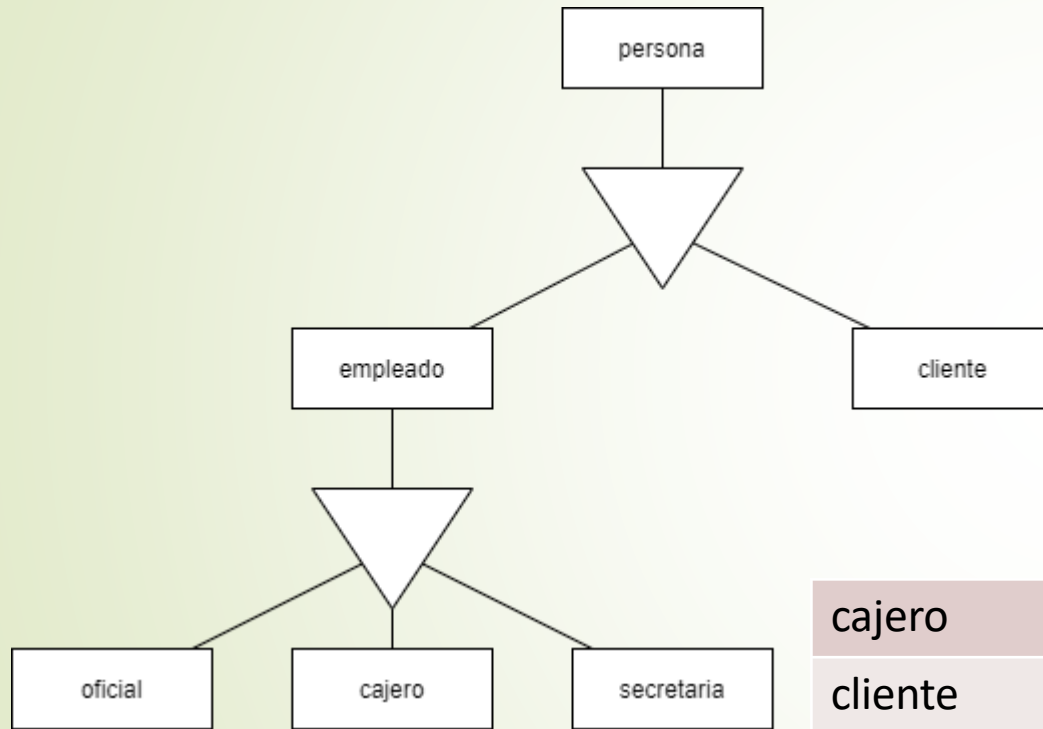 persona
empleado
cliente
oficial
cajero
secretaria
cajero
cliente